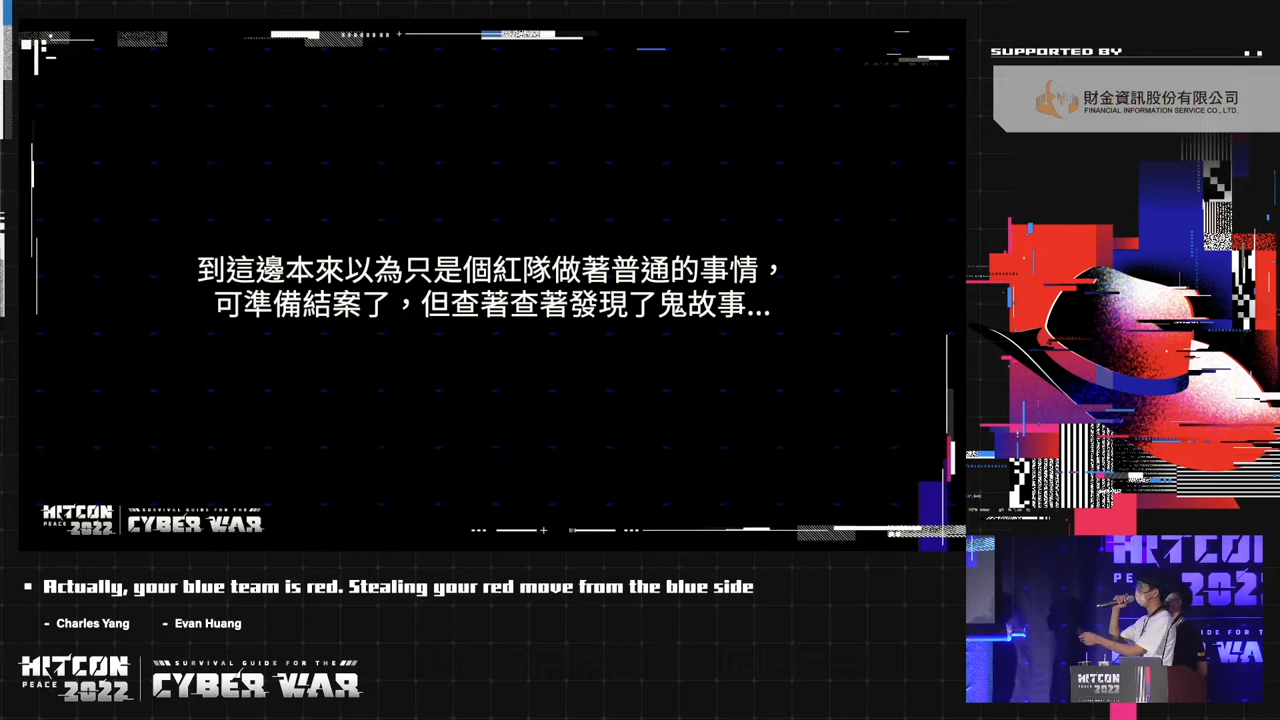 到這邊本來以為只是個紅隊做著普通的事情，
可準備結案了，但查著查著發現了鬼故事...
HITCON
PEACE 2022
SURVIVAL GUIDE FOR THE
CYBER WAR
SUPPORTED BY
財金資訊股份有限公司
FINANCIAL INFORMATION SERVICE CO., LTD.
Actually, your blue team is red. Stealing your red move from the blue side
- Charles Yang
- Evan Huang
HITCON
PEACE 2022
SURVIVAL GUIDE FOR THE
CYBER WAR
HITCON
2022
HITCON
2022